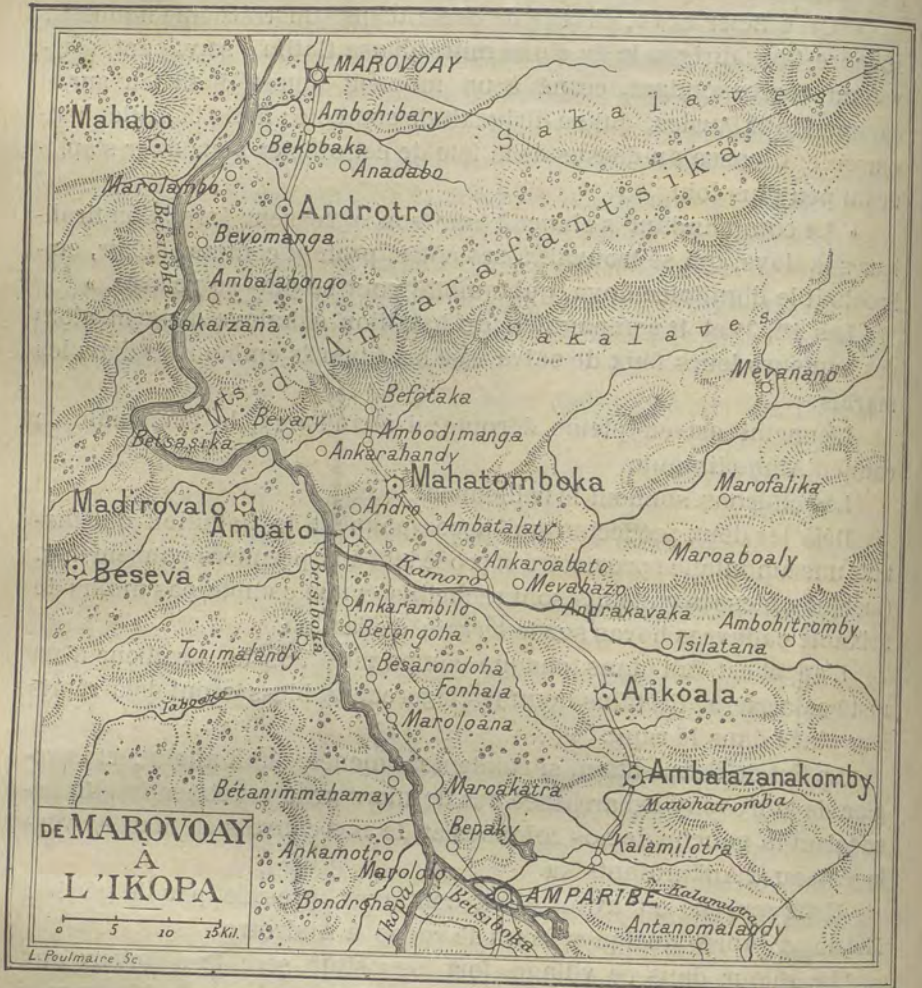 MAROVOAY
Mahabo
Ambohibary
Bekobaka
Anadabo
Sakalaves
Marolambo
Androtro
Mts d'Ankarafantsika
Betsiboka
Bevomanga
Ambalabongo
Sakaizana
Sakalaves
Mevanano
Befotaka
Bevary
Ambodimanga
Betsasika
Ankarahandy
Mahatomboka
Marofalika
Madirovalo
Andro
Ambato
Ambatalaty
Maroaboaly
Beseva
Kamoro
Ankaroabato
Mevahazo
Betsiboka
Ankarambilo
Andrakavaka
Ambohitromby
Betongoha
Tonimalandy
Tsilatana
Besarondoha
Fonhala
Ankoala
Maroloana
Ambalazanakomby
Betanimmahamay
Maroakatra
Manohatromba
DE MAROVOAY
À
L'IKOPA
0 5 10 15 Kil.
Bepaky
Ankamotro
Kalamilotra
Marololo
Bondroha
Ikopa
Betsiboka
AMPARIBE
Kalamilotra
Antanomalandy
L. Poulmaire, Sc.